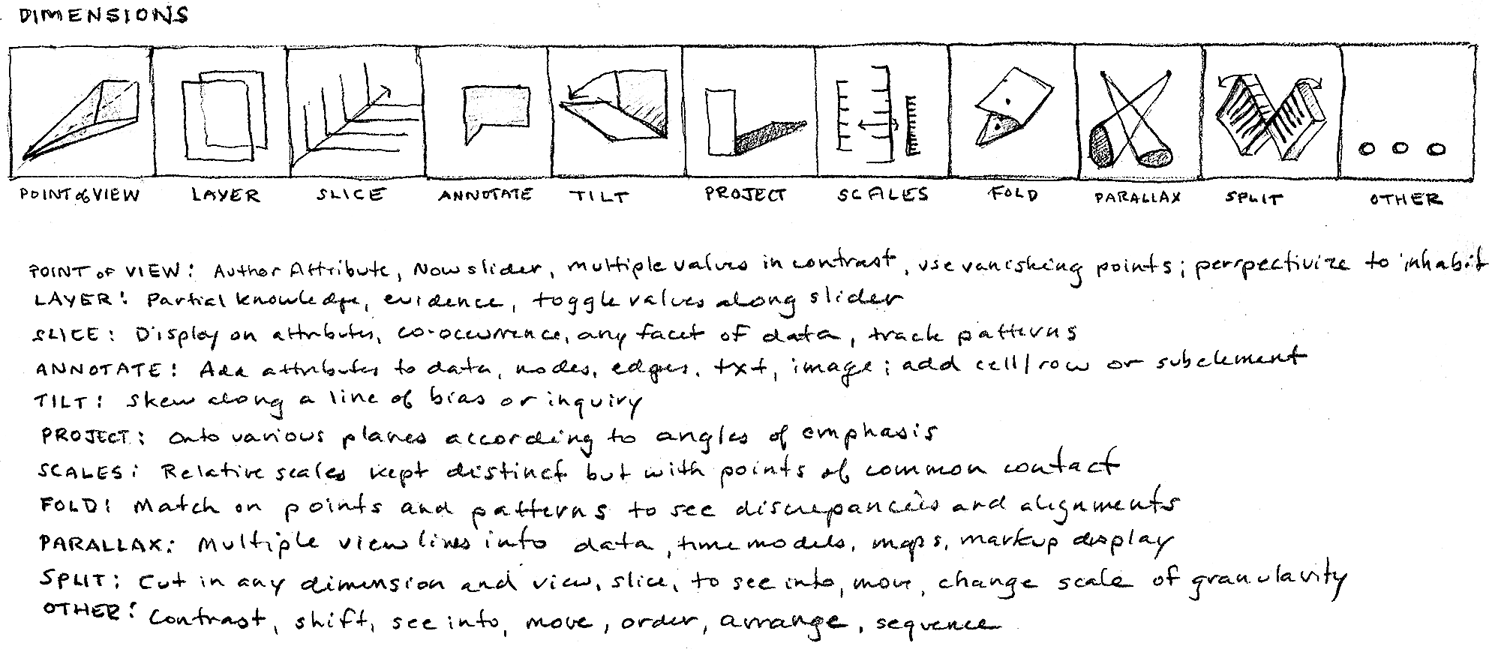 DIMENSIONS
POINT of VIEW LAYER SLICE ANNOTATE TILT PROJECT SCALES FOLD PARALLAX SPLIT OTHER
POINT OF VIEW: Author Attribute, Now slider, multiple values in contrast, use vanishing points; perspectivize to inhabit
LAYER: Partial knowledge, evidence, toggle values along slider
SLICE: Display on attributes, co-occurrence, any facet of data, track patterns
ANNOTATE: Add attributes to data, nodes, edges, txt, image; add cell/row or subelement
TILT: Skew along a line of bias or inquiry
PROJECT: Onto various planes according to angles of emphasis
SCALES: Relative scales kept distinct but with points of common contact
FOLD: Match on points and patterns to see discrepancies and alignments
PARALLAX: Multiple view lines into data, time models, maps, markup display
SPLIT: Cut in any dimension and view, slice, to see into, move, change scale of granularity
OTHER: Contrast, shift, see into, move, order, arrange, sequence